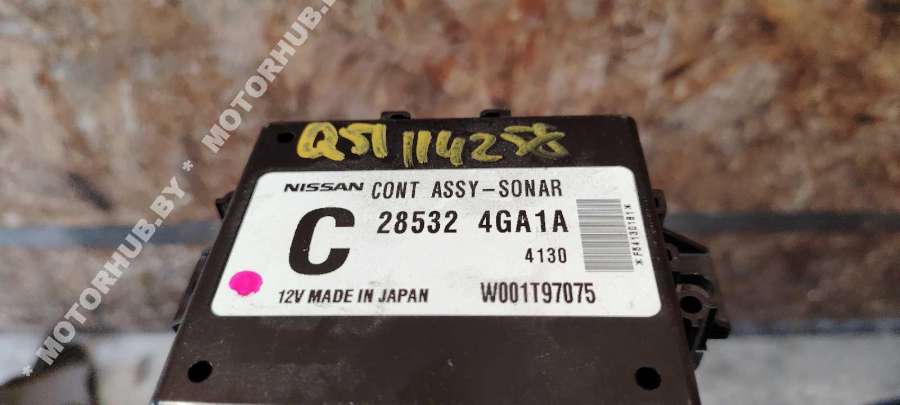 * MOTORHUB.BY * MOTORHUB.BY *
Q51 114258
NISSAN CONT ASSY-SONAR
C 28532 4GA1A
4130
12V MADE IN JAPAN W001T97075